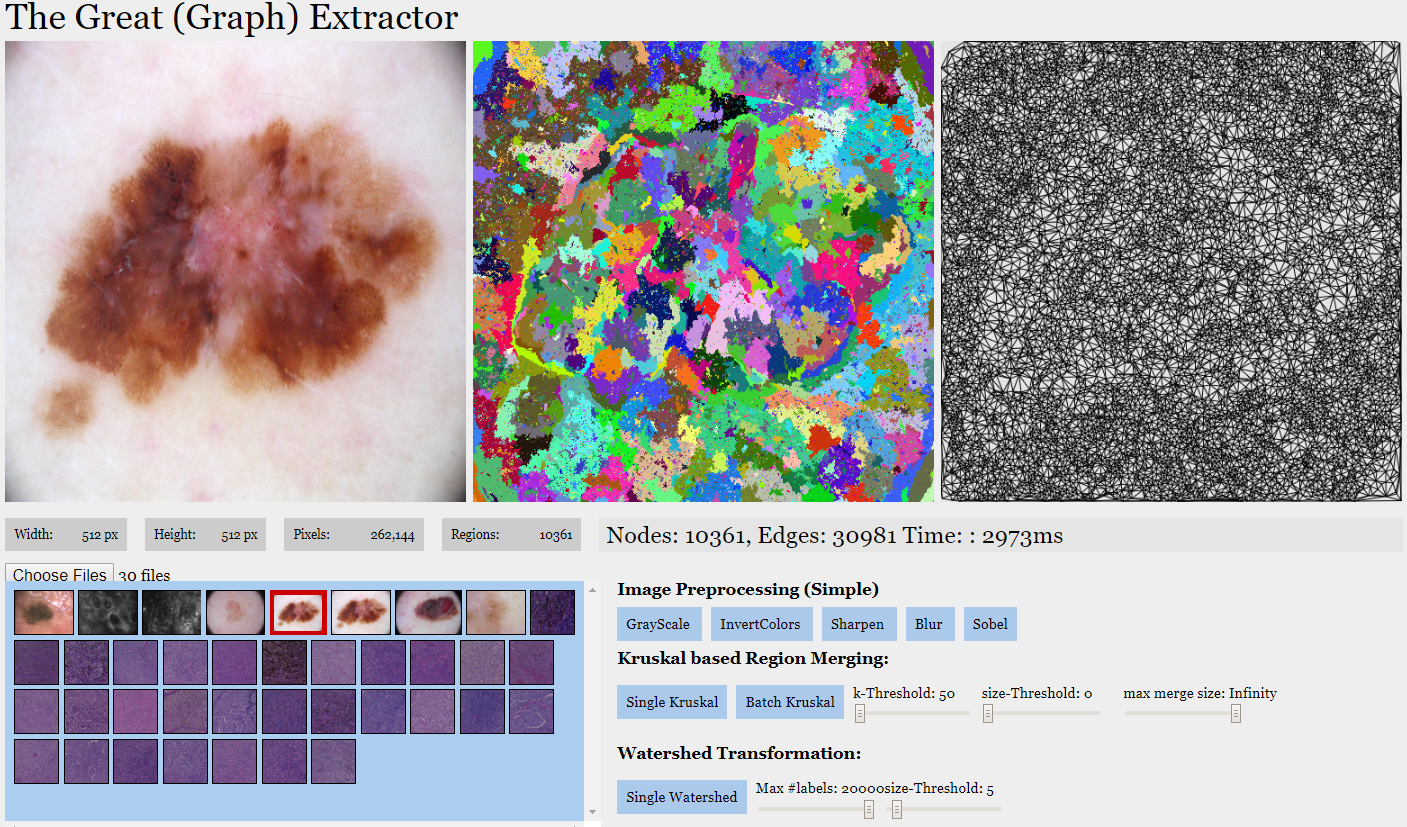 The Great (Graph) Extractor
Width: 512 px Height: 512 px Pixels: 262,144 Regions: 10361
Nodes: 10361, Edges: 30981 Time: : 2973ms
Choose Files 30 files
Image Preprocessing (Simple)
GrayScale InvertColors Sharpen Blur Sobel
Kruskal based Region Merging:
Single Kruskal Batch Kruskal k-Threshold: 50 size-Threshold: 0 max merge size: Infinity
Watershed Transformation:
Single Watershed Max #labels: 20000size-Threshold: 5